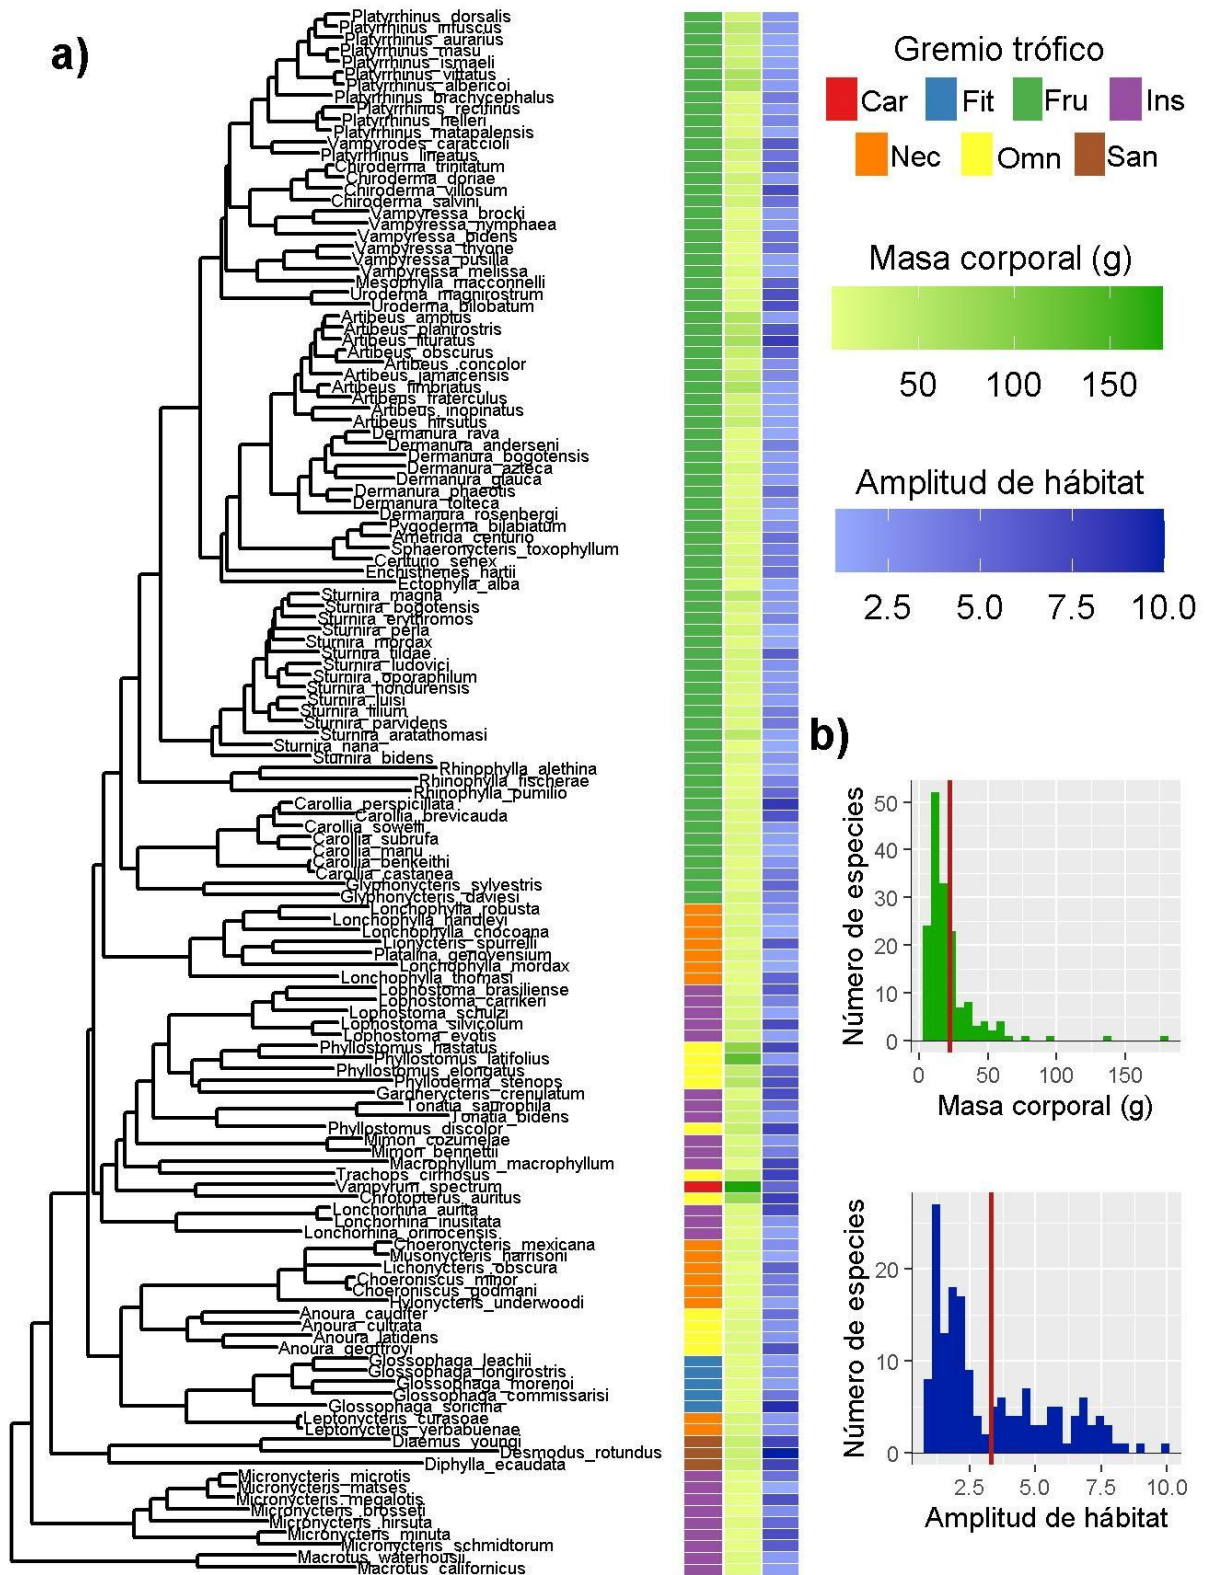 a)
Platyrrhinus_dorsalis
Platyrrhinus_infuscus
Platyrrhinus_aurarius
Platyrrhinus_masu
Platyrrhinus_ismaeli
Platyrrhinus_vittatus
Platyrrhinus_albericoi
Platyrrhinus_brachycephalus
Platyrrhinus_recifinus
Platyrrhinus_helleri
Platyrrhinus_matapalensis
Vampyrodes_caraccioli
Platyrrhinus_lineatus
Chiroderma_trinitatum
Chiroderma_doriae
Chiroderma_villosum
Chiroderma_salvini
Vampyressa_brocki
Vampyressa_nymphaea
Vampyressa_bidens
Vampyressa_thyone
Vampyressa_pusilla
Vampyressa_melissa
Mesophylla_macconnelli
Uroderma_magnirostrum
Uroderma_bilobatum
Artibeus_amplus
Artibeus_planirostris
Artibeus_lituratus
Artibeus_obscurus
Artibeus_concolor
Artibeus_jamaicensis
Artibeus_fimbriatus
Artibeus_fraterculus
Artibeus_inopinatus
Artibeus_hirsutus
Dermanura_rava
Dermanura_anderseni
Dermanura_bogotensis
Dermanura_azteca
Dermanura_glauca
Dermanura_phaeotis
Dermanura_tolteca
Dermanura_rosenbergi
Pygoderma_bilabiatum
Ametrida_centurio
Sphaeronycteris_toxophyllum
Centurio_senex
Enchisthenes_hartii
Ectophylla_alba
Sturnira_magna
Sturnira_bogotensis
Sturnira_erythromos
Sturnira_perla
Sturnira_mordax
Sturnira_tildae
Sturnira_ludovici
Sturnira_oporaphilum
Sturnira_hondurensis
Sturnira_luisi
Sturnira_lilium
Sturnira_parvidens
Sturnira_aratathomasi
Sturnira_nana
Sturnira_bidens
Rhinophylla_alethina
Rhinophylla_fischerae
Rhinophylla_pumilio
Carollia_perspicillata
Carollia_brevicauda
Carollia_sowelli
Carollia_subrufa
Carollia_manu
Carollia_benkeithi
Carollia_castanea
Glyphonycteris_sylvestris
Glyphonycteris_daviesi
Lonchophylla_robusta
Lonchophylla_handleyi
Lonchophylla_chocoana
Lionycteris_spurrelli
Platalina_genovensium
Lonchophylla_mordax
Lonchophylla_thomasi
Lophostoma_brasiliense
Lophostoma_carrikeri
Lophostoma_schulzi
Lophostoma_silvicolum
Lophostoma_evotis
Phyllostomus_hastatus
Phyllostomus_latifolius
Phyllostomus_elongatus
Phylloderma_stenops
Gardnerycteris_crenulatum
Tonatia_saurophila
Tonatia_bidens
Phyllostomus_discolor
Mimon_cozumelae
Mimon_bennettii
Macrophyllum_macrophyllum
Trachops_cirrhosus
Vampyrum_spectrum
Chrotopterus_auritus
Lonchorhina_aurita
Lonchorhina_inusitata
Lonchorhina_orinocensis
Choeronycteris_mexicana
Musonycteris_harrisoni
Lichonycteris_obscura
Choeroniscus_minor
Choeroniscus_godmani
Hylonycteris_underwoodi
Anoura_caudifer
Anoura_cultrata
Anoura_latidens
Anoura_geoffroyi
Glossophaga_leachii
Glossophaga_longirostris
Glossophaga_morenoi
Glossophaga_commissarisi
Glossophaga_soricina
Leptonycteris_curasoae
Leptonycteris_yerbabuenae
Diaemus_youngi
Desmodus_rotundus
Diphylla_ecaudata
Micronycteris_microtis
Micronycteris_matses
Micronycteris_megalotis
Micronycteris_brosseti
Micronycteris_hirsuta
Micronycteris_minuta
Micronycteris_schmidtorum
Macrotus_waterhousii
Macrotus_californicus
Gremio trófico
Car Fit Fru Ins
Nec Omn San
Masa corporal (g)
50 100 150
Amplitud de hábitat
2.5 5.0 7.5 10.0
b)
Número de especies
50
40
30
20
10
0
0 50 100 150
Masa corporal (g)
Número de especies
20
10
0
2.5 5.0 7.5 10.0
Amplitud de hábitat